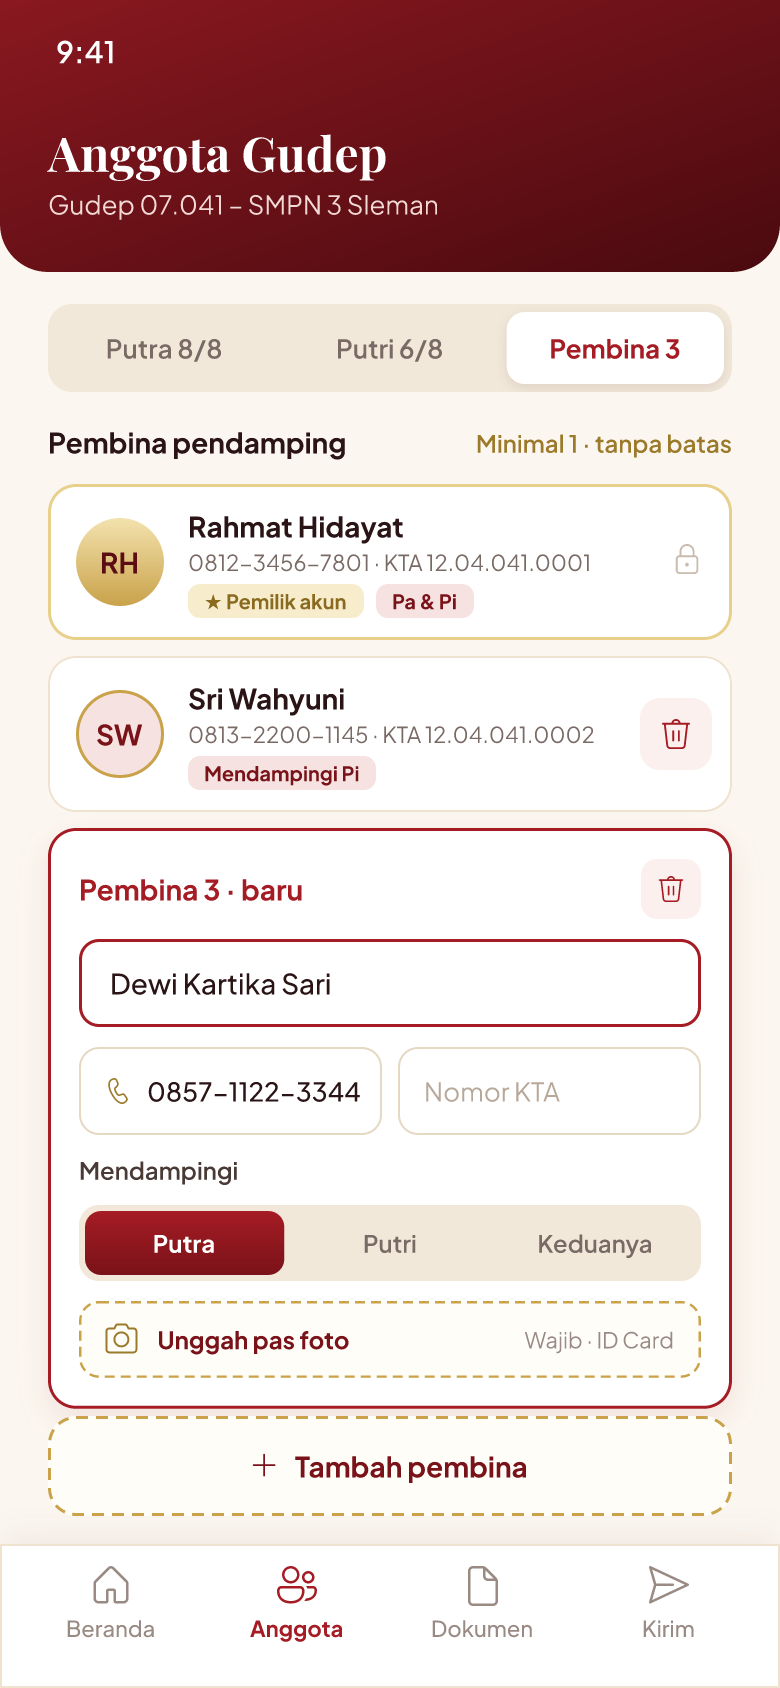 9:41
Anggota Gudep
Gudep 07.041 – SMPN 3 Sleman
Putra 8/8
Putri 6/8
Pembina 3
Pembina pendamping
Minimal 1 · tanpa batas
RH
Rahmat Hidayat
0812–3456–7801 · KTA 12.04.041.0001
★ Pemilik akun
Pa & Pi
SW
Sri Wahyuni
0813–2200–1145 · KTA 12.04.041.0002
Mendampingi Pi
Pembina 3 · baru
Dewi Kartika Sari
0857–1122–3344
Nomor KTA
Mendampingi
Putra
Putri
Keduanya
Unggah pas foto
Wajib · ID Card
+ Tambah pembina
Beranda
Anggota
Dokumen
Kirim